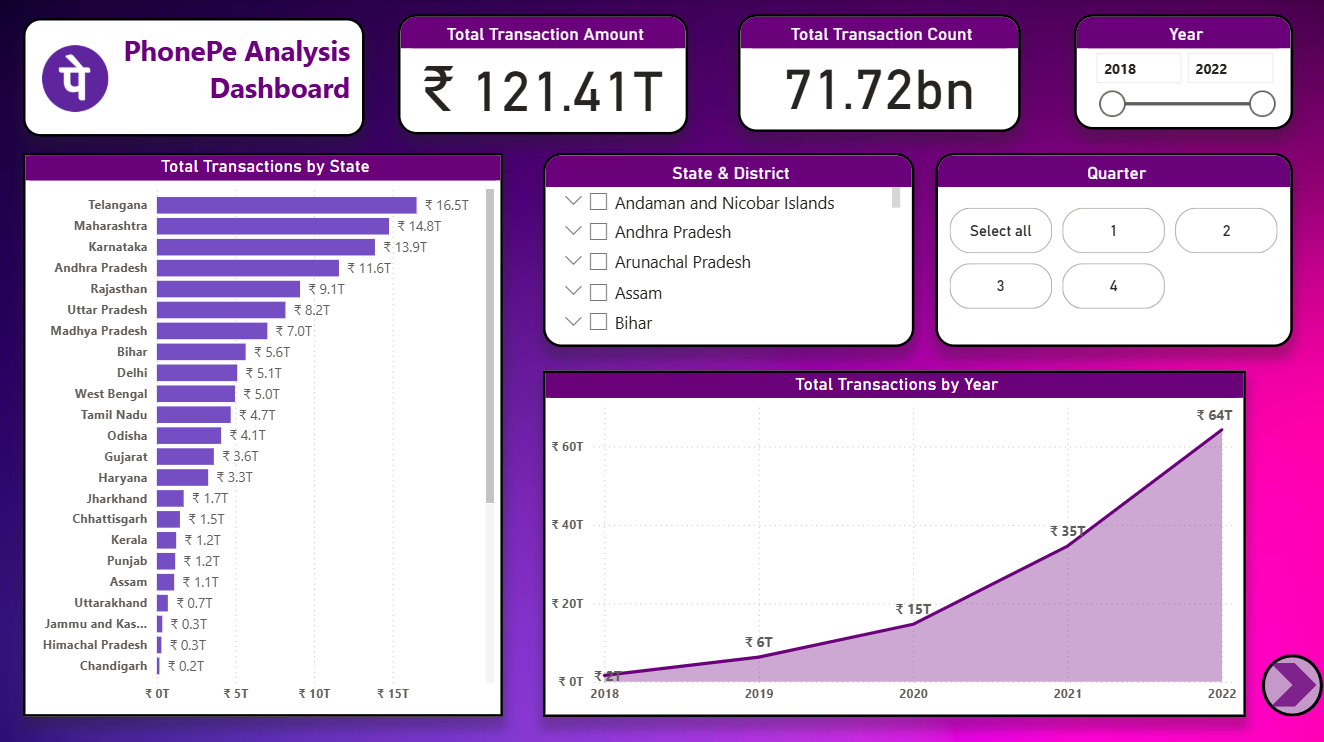 पे
PhonePe Analysis
Dashboard
Total Transaction Amount
₹ 121.41T
Total Transaction Count
71.72bn
Year
2018 2022
Total Transactions by State
Telangana ₹ 16.5T
Maharashtra ₹ 14.8T
Karnataka ₹ 13.9T
Andhra Pradesh ₹ 11.6T
Rajasthan ₹ 9.1T
Uttar Pradesh ₹ 8.2T
Madhya Pradesh ₹ 7.0T
Bihar ₹ 5.6T
Delhi ₹ 5.1T
West Bengal ₹ 5.0T
Tamil Nadu ₹ 4.7T
Odisha ₹ 4.1T
Gujarat ₹ 3.6T
Haryana ₹ 3.3T
Jharkhand ₹ 1.7T
Chhattisgarh ₹ 1.5T
Kerala ₹ 1.2T
Punjab ₹ 1.2T
Assam ₹ 1.1T
Uttarakhand ₹ 0.7T
Jammu and Kas... ₹ 0.3T
Himachal Pradesh ₹ 0.3T
Chandigarh ₹ 0.2T
₹ 0T ₹ 5T ₹ 10T ₹ 15T
State & District
Andaman and Nicobar Islands
Andhra Pradesh
Arunachal Pradesh
Assam
Bihar
Quarter
Select all 1 2
3 4
Total Transactions by Year
₹ 64T
₹ 60T
₹ 35T
₹ 40T
₹ 15T
₹ 20T
₹ 6T
₹ 2T
₹ 0T
2018 2019 2020 2021 2022